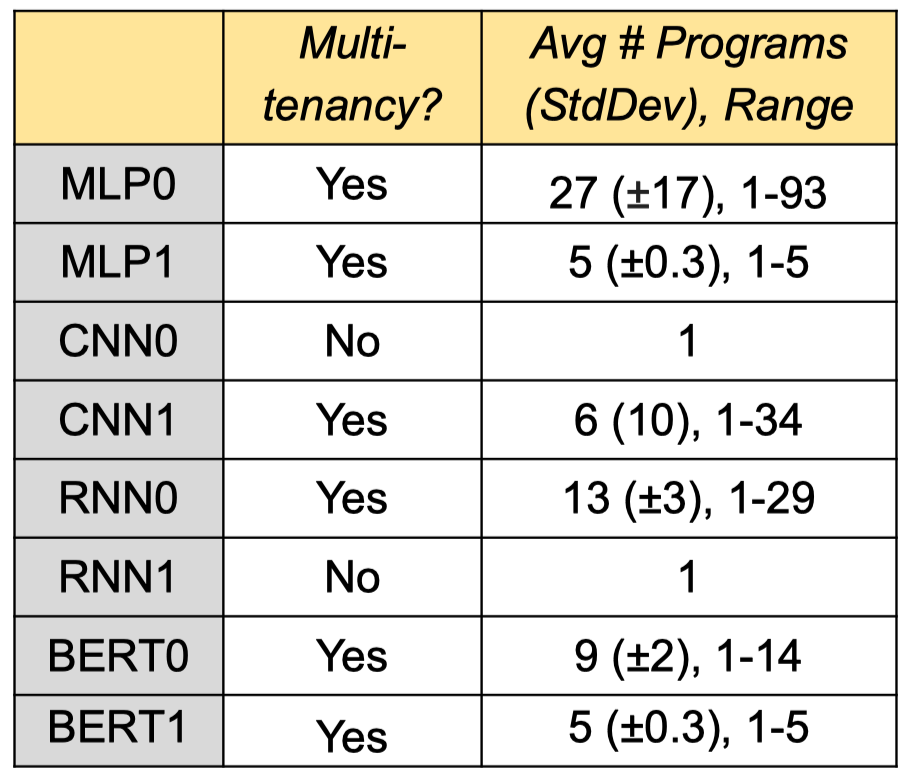 Multi-
tenancy?
Avg # Programs
(StdDev), Range
MLP0 Yes 27 (±17), 1-93
MLP1 Yes 5 (±0.3), 1-5
CNN0 No 1
CNN1 Yes 6 (10), 1-34
RNN0 Yes 13 (±3), 1-29
RNN1 No 1
BERT0 Yes 9 (±2), 1-14
BERT1 Yes 5 (±0.3), 1-5